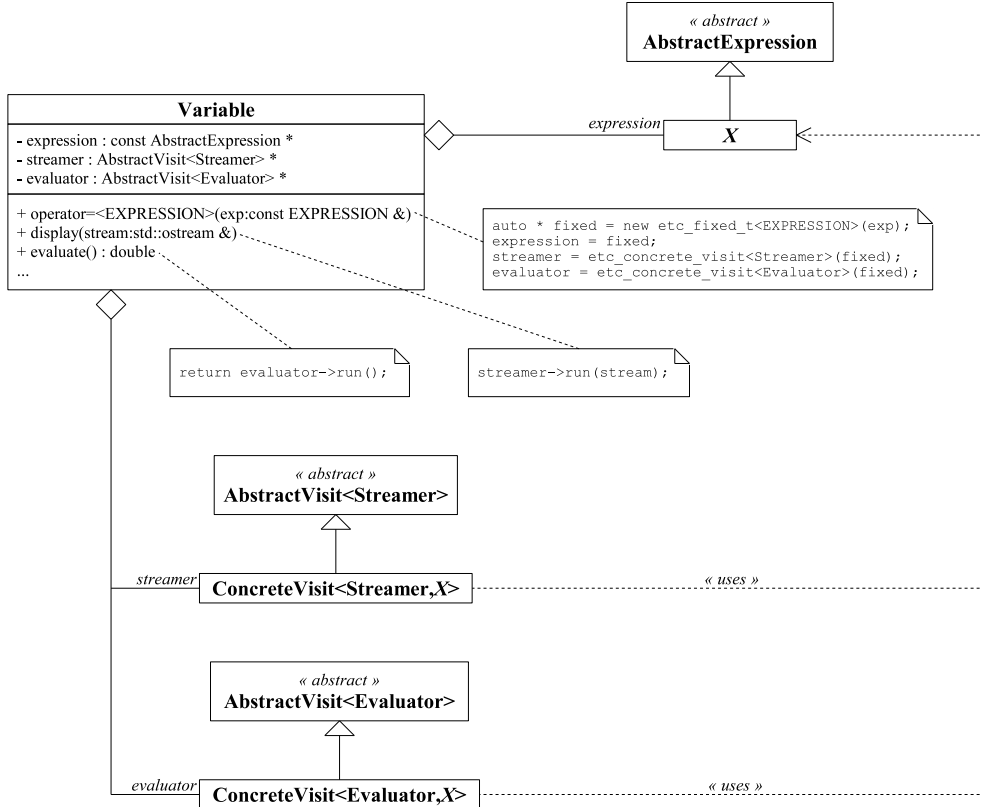 « abstract »
AbstractExpression
Variable
- expression : const AbstractExpression *
- streamer : AbstractVisit<Streamer> *
- evaluator : AbstractVisit<Evaluator> *
expression
X
+ operator=<EXPRESSION>(exp:const EXPRESSION &)
+ display(stream:std::ostream &)
+ evaluate() : double
...
auto * fixed = new etc_fixed_t<EXPRESSION>(exp);
expression = fixed;
streamer = etc_concrete_visit<Streamer>(fixed);
evaluator = etc_concrete_visit<Evaluator>(fixed);
return evaluator->run();
streamer->run(stream);
« abstract »
AbstractVisit<Streamer>
streamer
ConcreteVisit<Streamer,X>
« uses »
« abstract »
AbstractVisit<Evaluator>
evaluator
ConcreteVisit<Evaluator,X>
« uses »